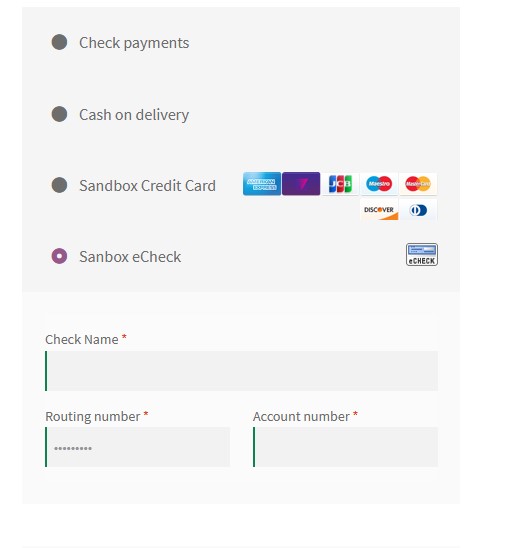 Check payments
Cash on delivery
Sandbox Credit Card
AMERICAN EXPRESS
JCB
Maestro
MasterCard
DISCOVER
Sanbox eCheck
eCHECK
Check Name *
Routing number *
Account number *
•••••••••